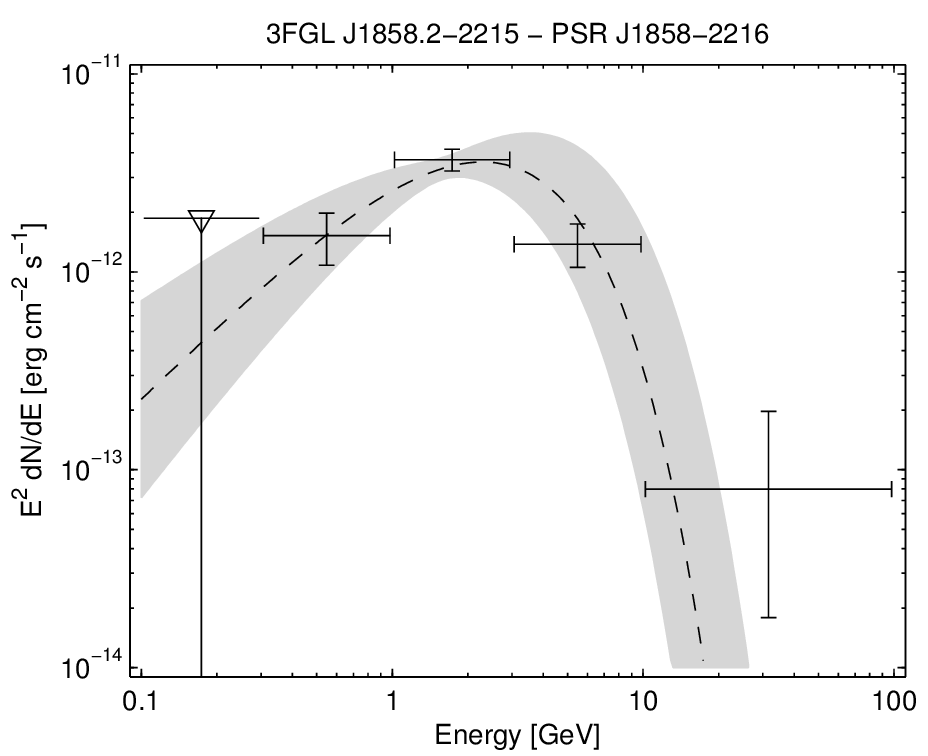 3FGL J1858.2−2215 − PSR J1858−2216
10⁻¹¹
10⁻¹²
10⁻¹³
10⁻¹⁴
E² dN/dE [erg cm⁻² s⁻¹]
0.1 1 10 100
Energy [GeV]